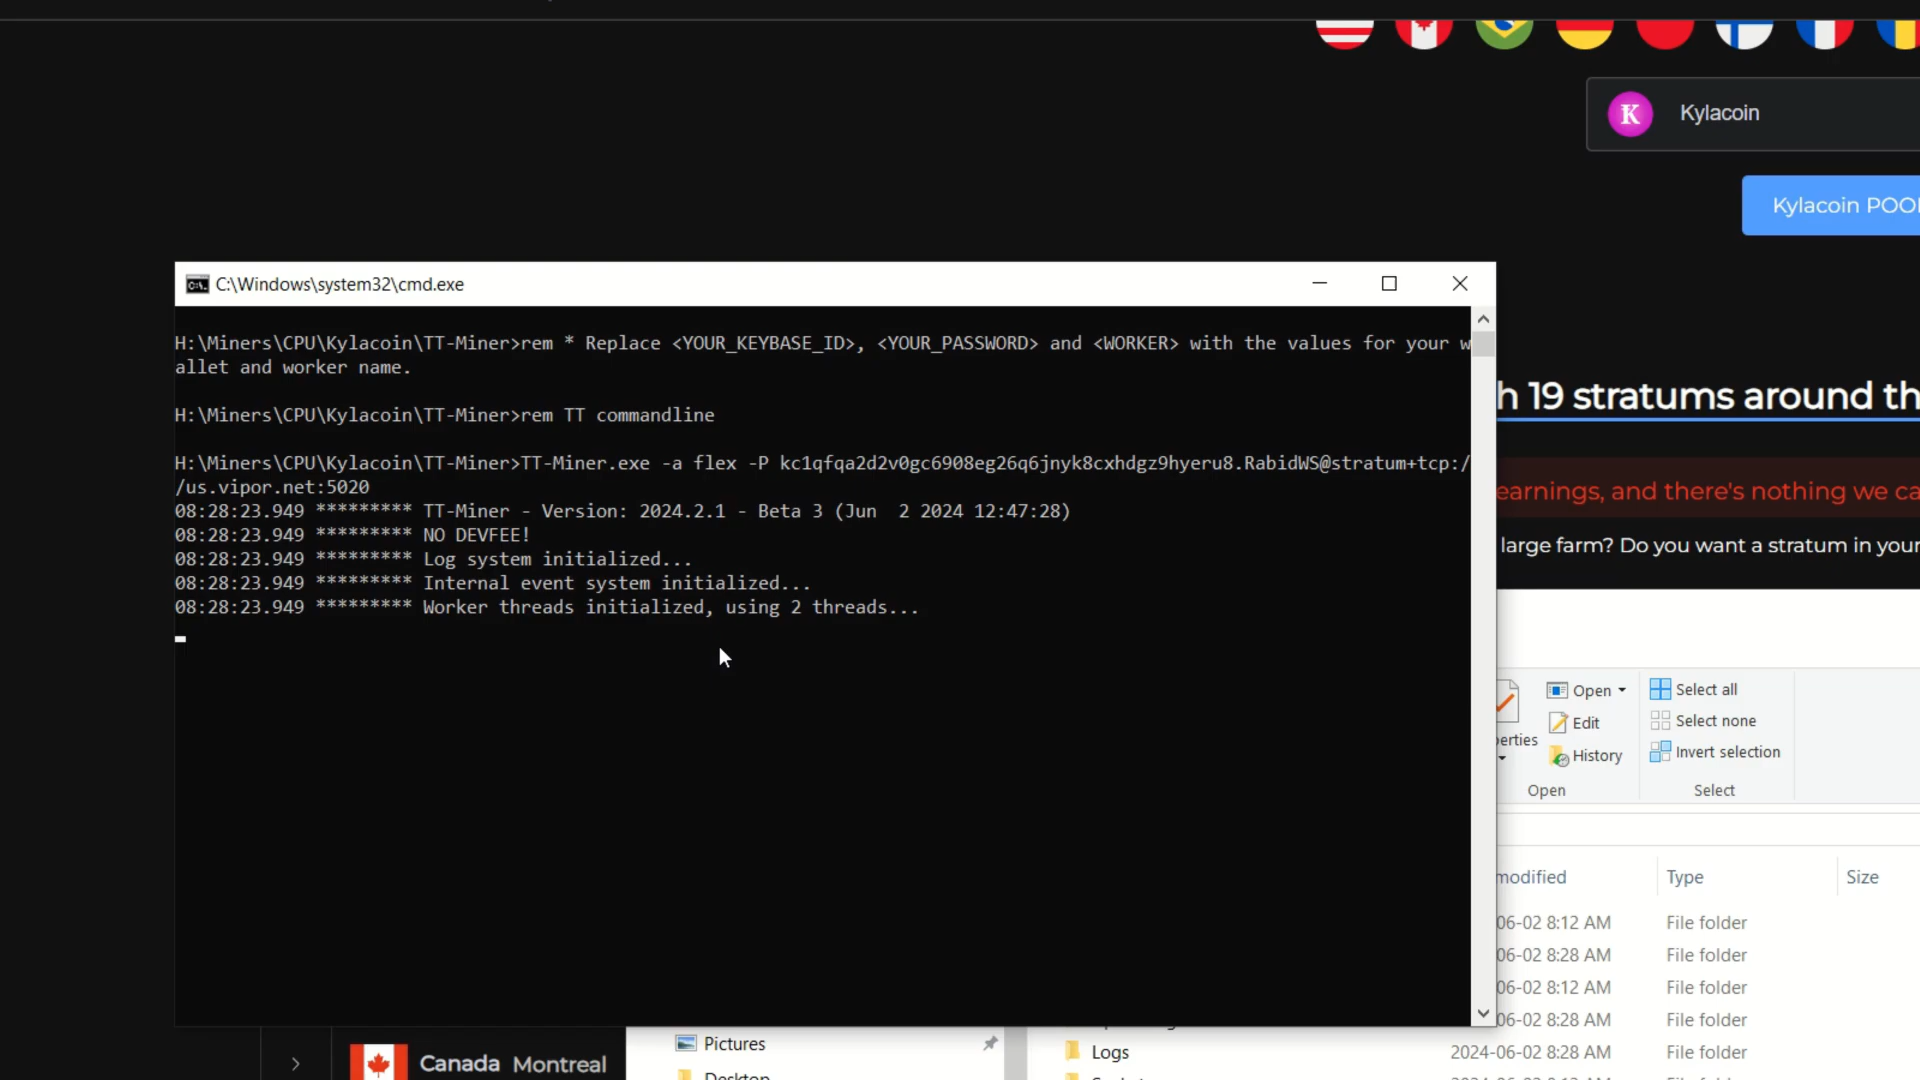 Kylacoin
Kylacoin
C:\Windows\system32\cmd.exe
H:\Miners\CPU\Kylacoin\TT-Miner>rem * Replace <YOUR_KEYBASE_ID>, <YOUR_PASSWORD> and <WORKER> with the values for your w
allet and worker name.
H:\Miners\CPU\Kylacoin\TT-Miner>rem TT commandline
H:\Miners\CPU\Kylacoin\TT-Miner>TT-Miner.exe -a flex -P kc1qfqa2d2v0gc6908eg26q6jnyk8cxhdgz9hyeru8.RabidWS@stratum+tcp:/
/us.vipor.net:5020
08:28:23.949 ********* TT-Miner - Version: 2024.2.1 - Beta 3 (Jun  2 2024 12:47:28)
08:28:23.949 ********* NO DEVFEE!
08:28:23.949 ********* Log system initialized...
08:28:23.949 ********* Internal event system initialized...
08:28:23.949 ********* Worker threads initialized, using 2 threads...
h 19 stratums around th
earnings, and there's nothing we ca
large farm? Do you want a stratum in your
erties
Open
Edit
History
Open
Select all
Select none
Invert selection
Select
modified Type Size
06-02 8:12 AM File folder
06-02 8:28 AM File folder
06-02 8:12 AM File folder
06-02 8:28 AM File folder
Logs 2024-06-02 8:28 AM File folder
Pictures
Desktop
Canada Montreal